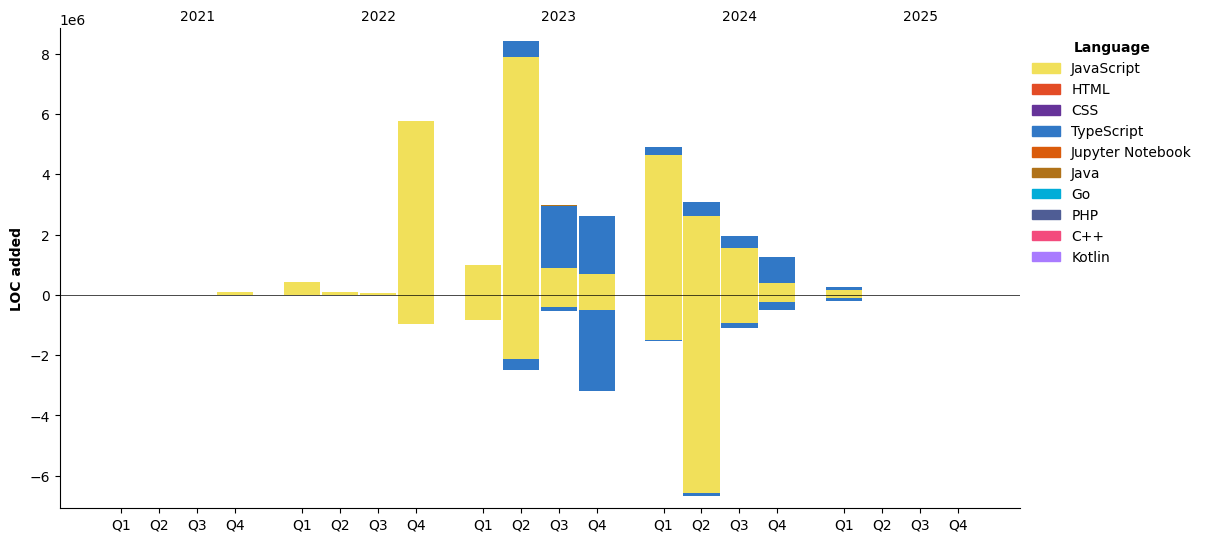 2021 2022 2023 2024 2025
1e6
8
6
4
2
0
−2
−4
−6
LOC added
Q1 Q2 Q3 Q4 Q1 Q2 Q3 Q4 Q1 Q2 Q3 Q4 Q1 Q2 Q3 Q4 Q1 Q2 Q3 Q4
Language
JavaScript
HTML
CSS
TypeScript
Jupyter Notebook
Java
Go
PHP
C++
Kotlin